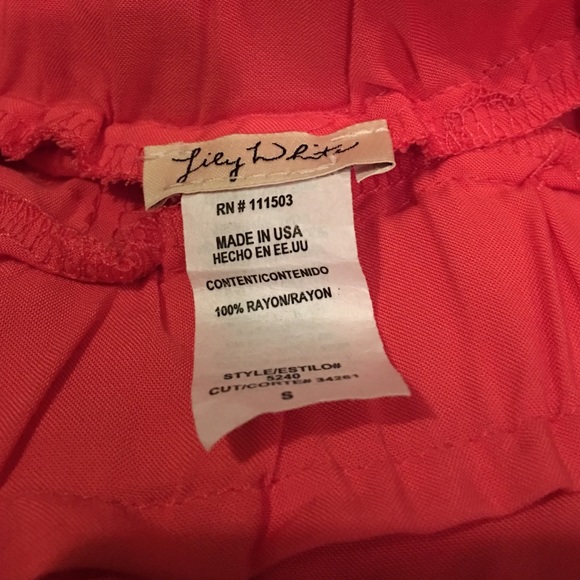 Lily White
RN # 111503
MADE IN USA
HECHO EN EE.UU
CONTENT/CONTENIDO
100% RAYON/RAYON
STYLE/ESTILO#
5240
CUT/CORTE# 34261
S